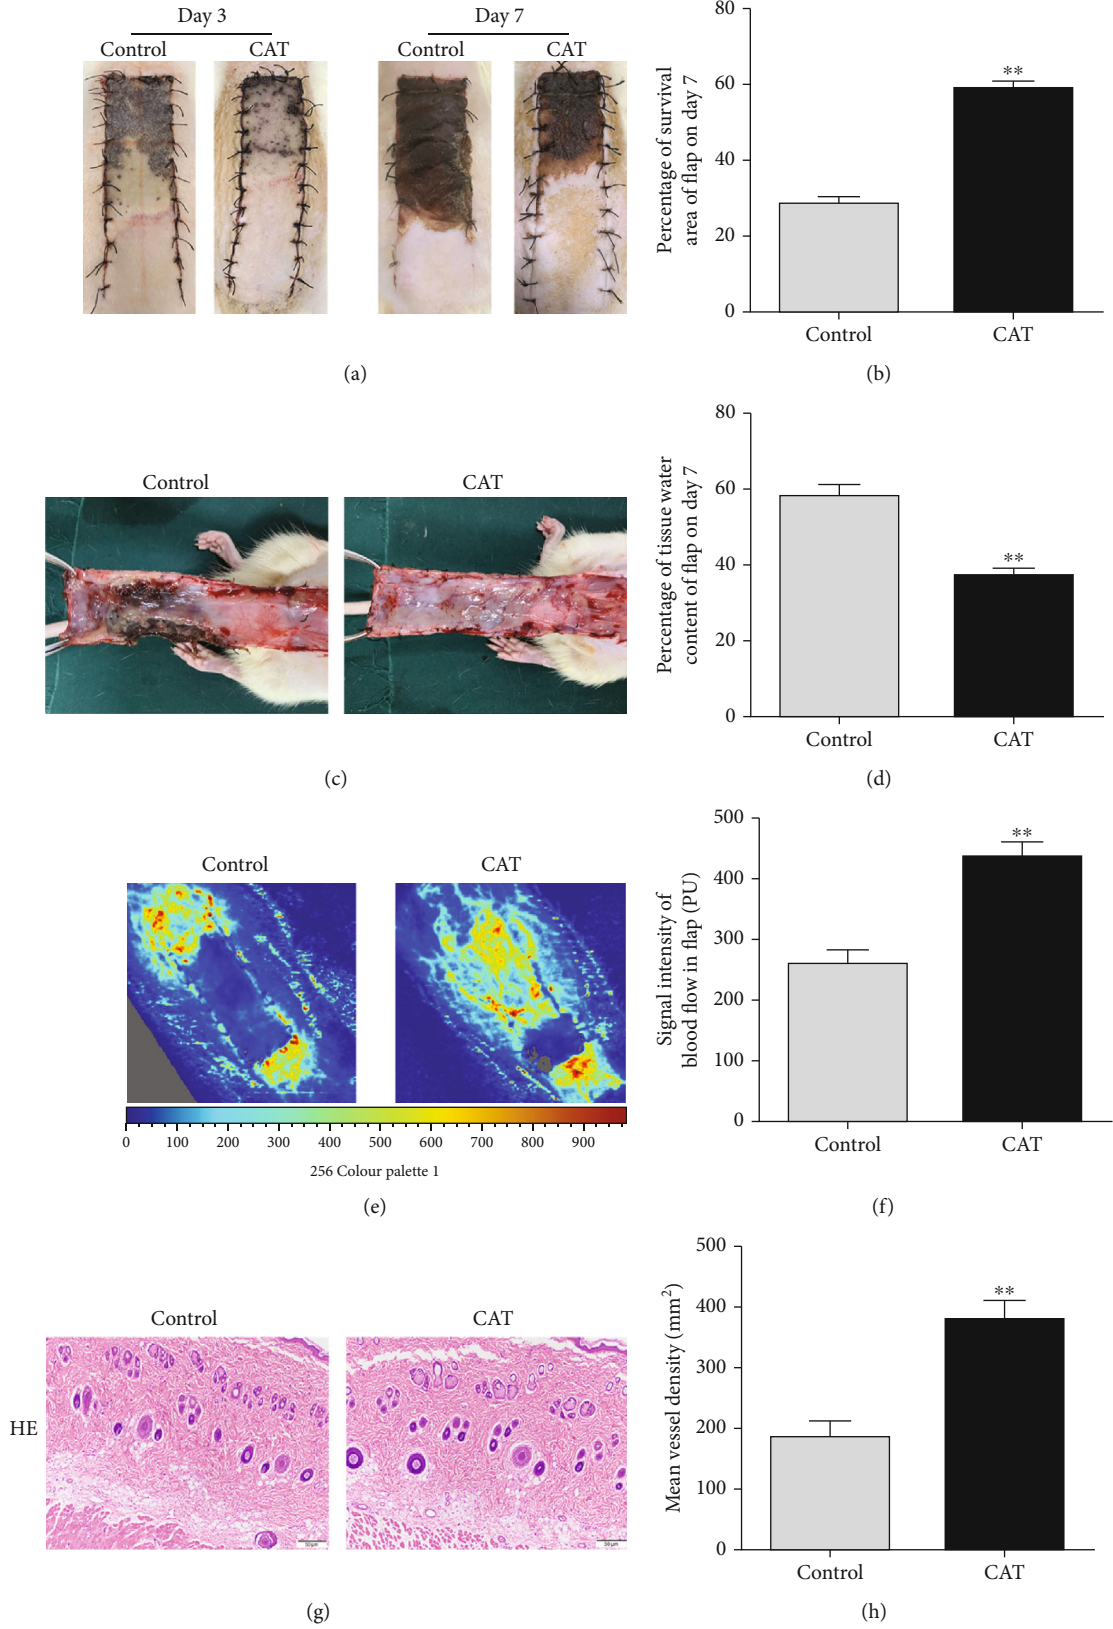 Day 3
Day 7
Control
CAT
Control
CAT
(a)
Percentage of survival
area of flap on day 7
80
60
40
20
0
**
Control
CAT
(b)
Control
CAT
(c)
Percentage of tissue water
content of flap on day 7
80
60
40
20
0
**
Control
CAT
(d)
Control
CAT
0
100
200
300
400
500
600
700
800
900
256 Colour palette 1
(e)
Signal intensity of
blood flow in flap (PU)
500
400
300
200
100
0
**
Control
CAT
(f)
Control
CAT
HE
50 μm
50 μm
(g)
Mean vessel density (mm²)
500
400
300
200
100
0
**
Control
CAT
(h)